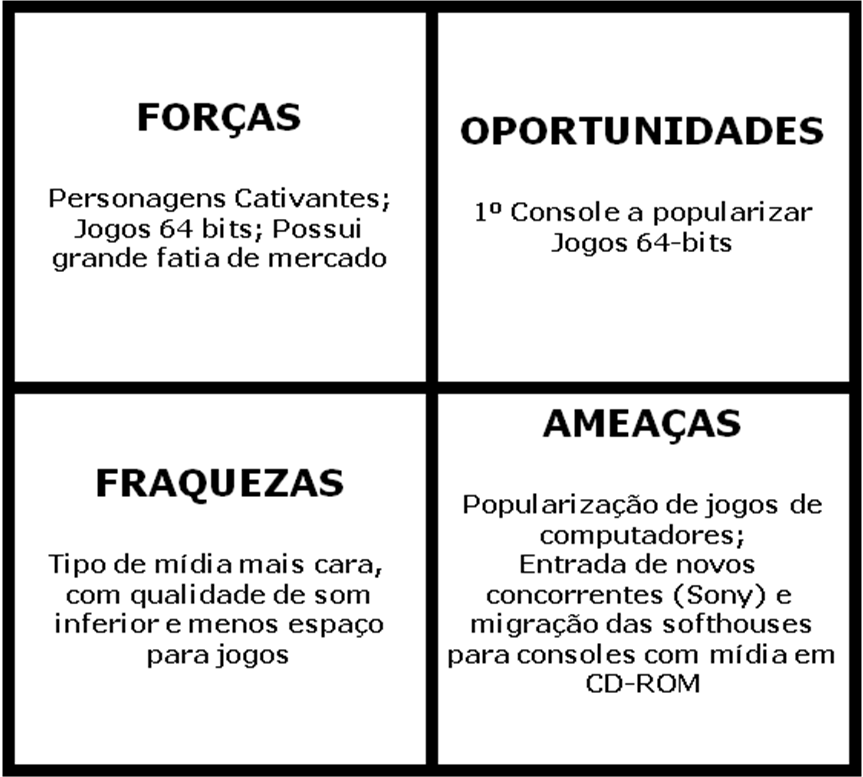 FORÇAS
Personagens Cativantes;
Jogos 64 bits; Possui
grande fatia de mercado
OPORTUNIDADES
1º Console a popularizar
Jogos 64-bits
FRAQUEZAS
Tipo de mídia mais cara,
com qualidade de som
inferior e menos espaço
para jogos
AMEAÇAS
Popularização de jogos de
computadores;
Entrada de novos
concorrentes (Sony) e
migração das softhouses
para consoles com mídia em
CD-ROM